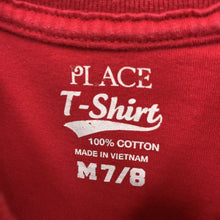 PLACE
T-Shirt
100% COTTON
MADE IN VIETNAM
M 7/8